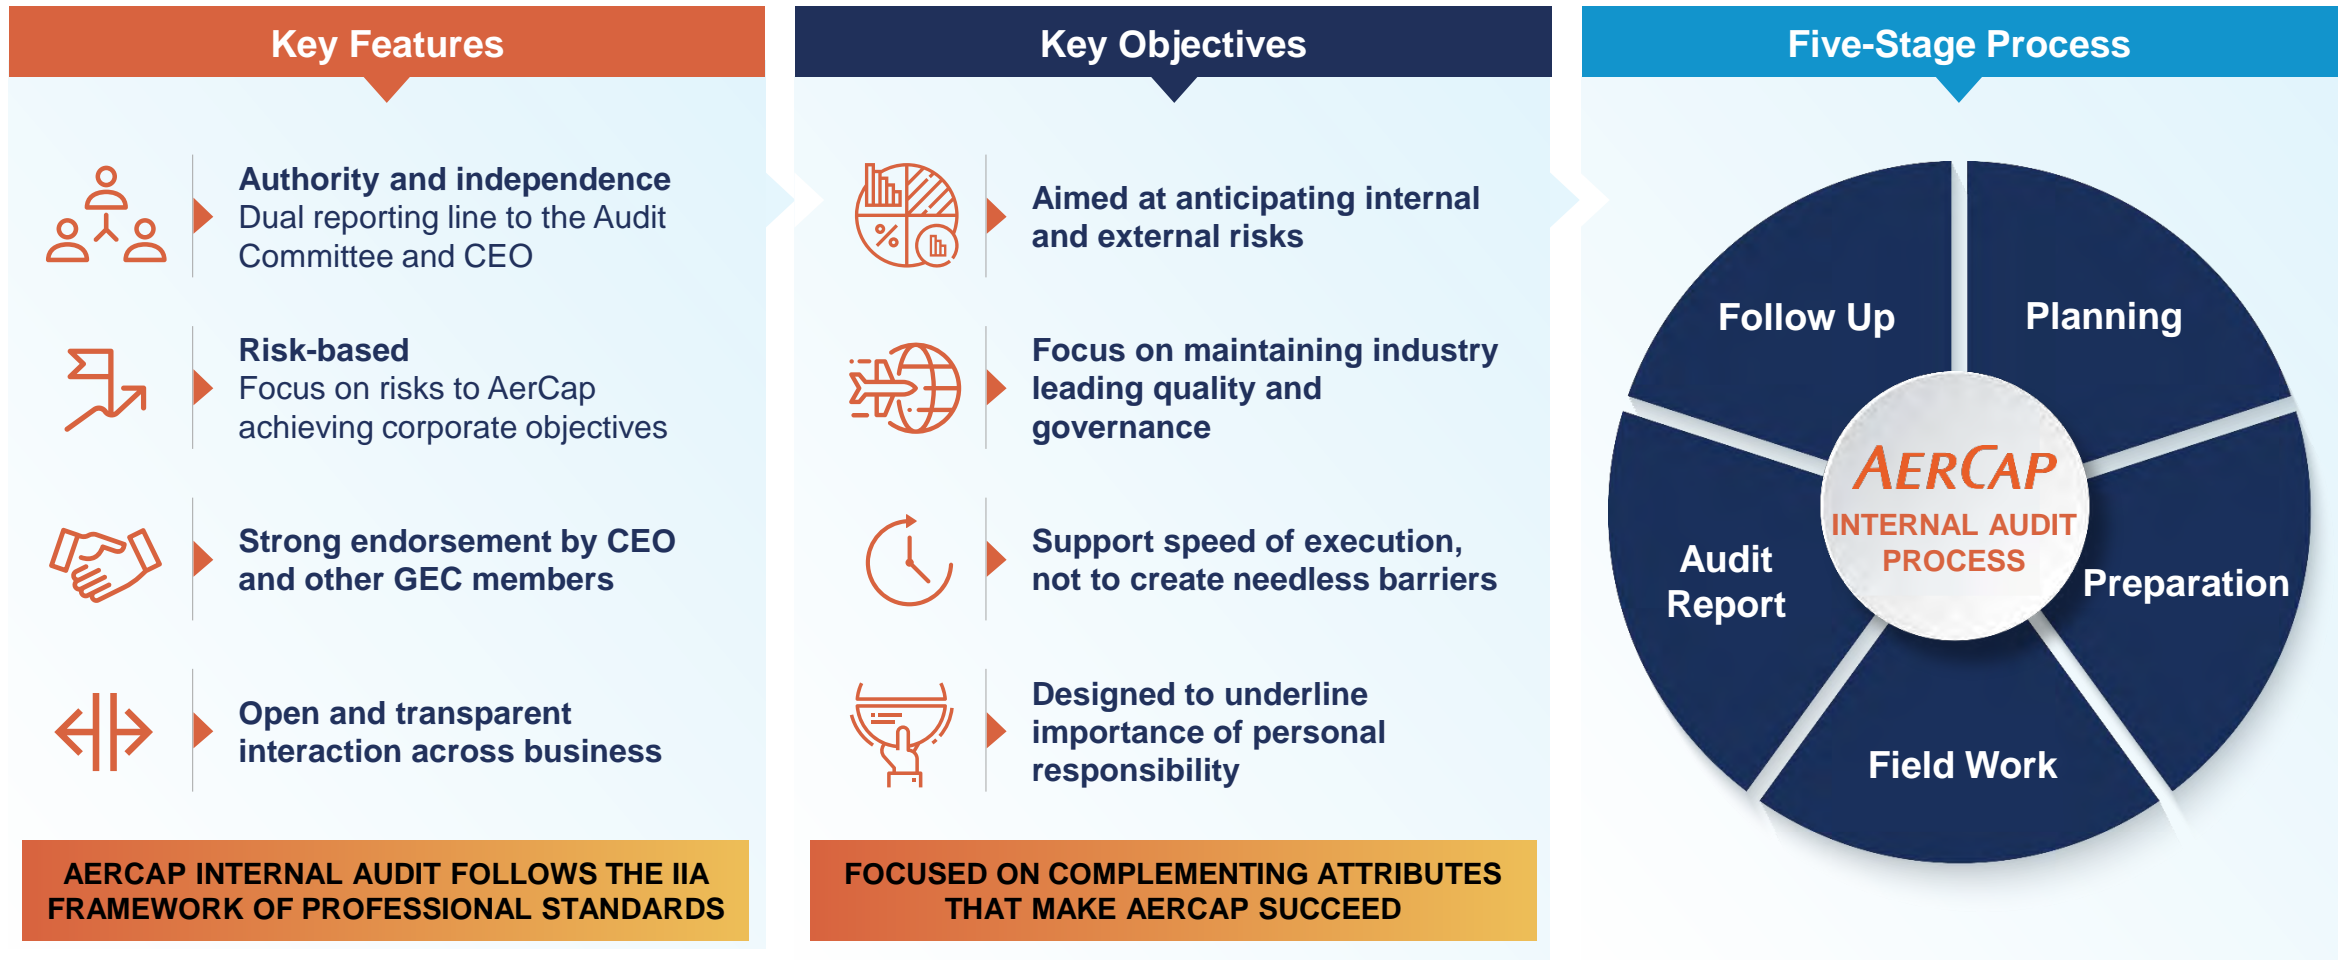 Key Features
Authority and independence
Dual reporting line to the Audit
Committee and CEO
Risk-based
Focus on risks to AerCap
achieving corporate objectives
Strong endorsement by CEO
and other GEC members
Open and transparent
interaction across business
AERCAP INTERNAL AUDIT FOLLOWS THE IIA
FRAMEWORK OF PROFESSIONAL STANDARDS
Key Objectives
%
Aimed at anticipating internal
and external risks
Focus on maintaining industry
leading quality and
governance
Support speed of execution,
not to create needless barriers
Designed to underline
importance of personal
responsibility
FOCUSED ON COMPLEMENTING ATTRIBUTES
THAT MAKE AERCAP SUCCEED
Five-Stage Process
Planning
Preparation
Field Work
Audit
Report
Follow Up
AERCAP
INTERNAL AUDIT
PROCESS